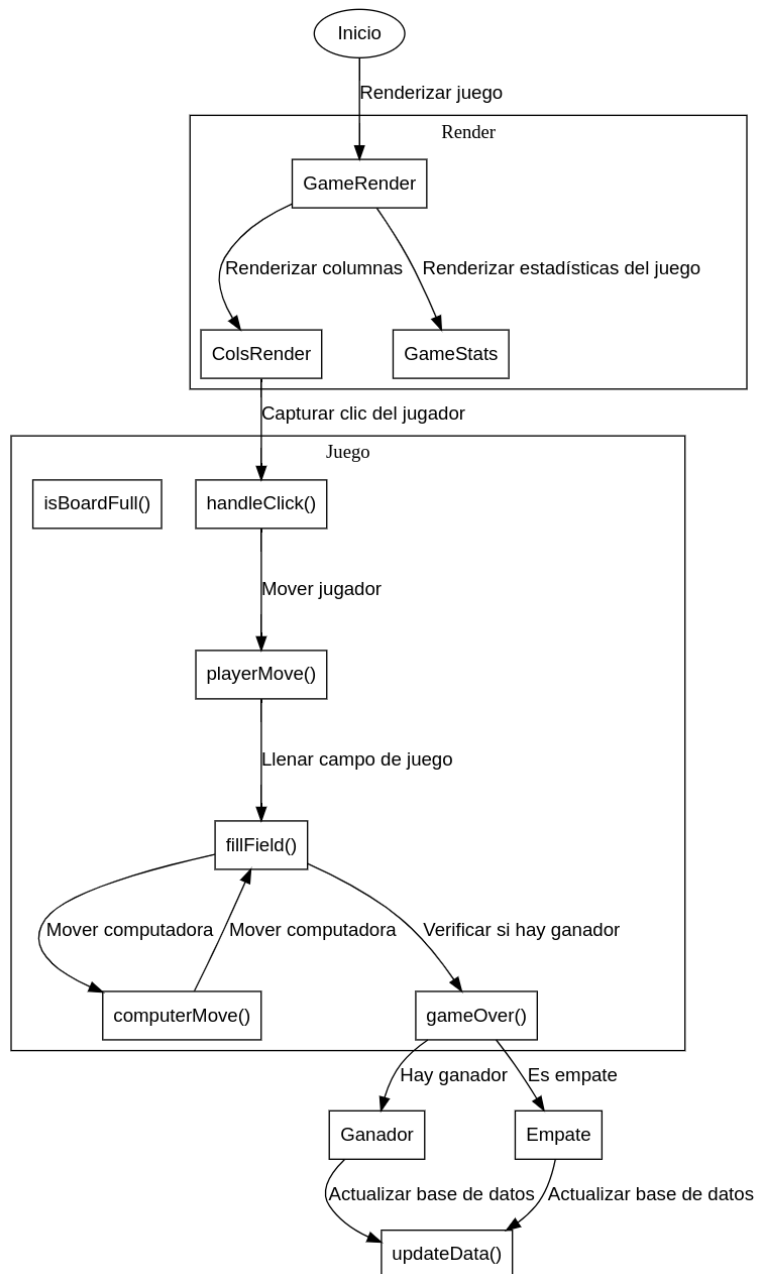 Inicio
Renderizar juego
Render
GameRender
Renderizar columnas
Renderizar estadísticas del juego
ColsRender
GameStats
Capturar clic del jugador
Juego
isBoardFull()
handleClick()
Mover jugador
playerMove()
Llenar campo de juego
fillField()
Mover computadora
Mover computadora
Verificar si hay ganador
computerMove()
gameOver()
Hay ganador
Es empate
Ganador
Empate
Actualizar base de datos
Actualizar base de datos
updateData()